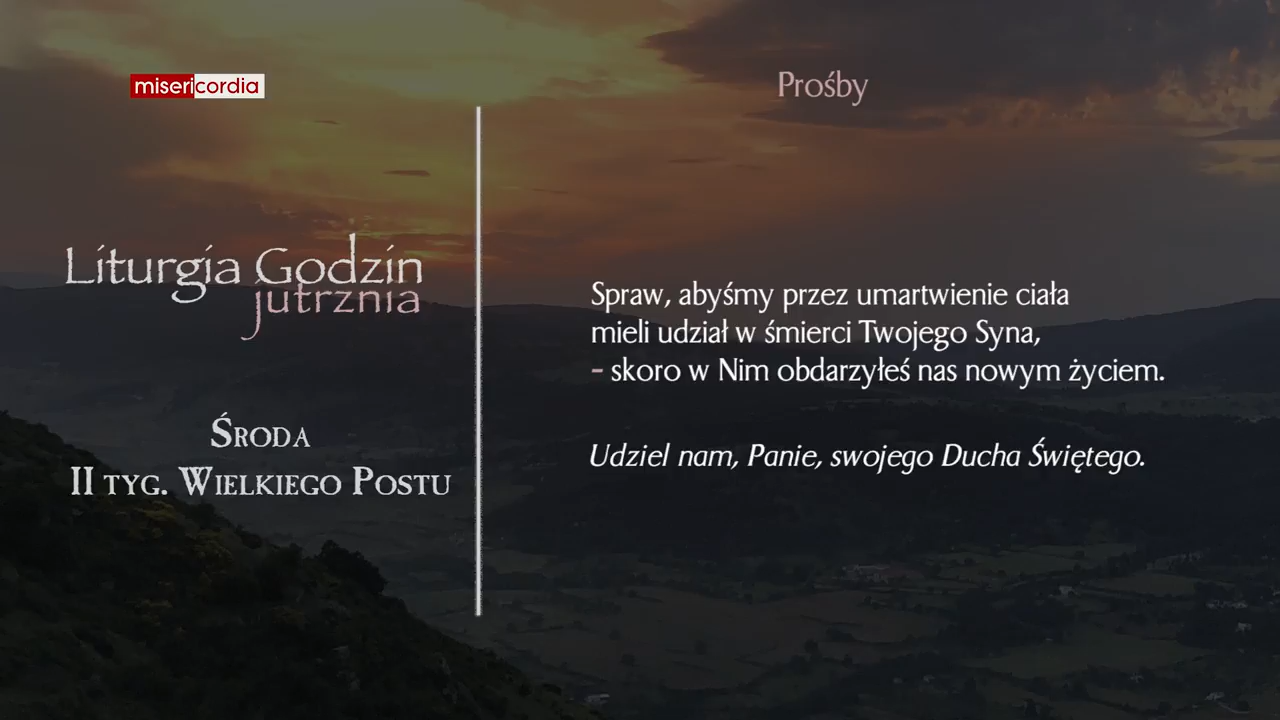 misericordia
Liturgia Godzin
jutrznia
Środa
II tyg. Wielkiego Postu
Prośby
Spraw, abyśmy przez umartwienie ciała
mieli udział w śmierci Twojego Syna,
- skoro w Nim obdarzyłeś nas nowym życiem.
Udziel nam, Panie, swojego Ducha Świętego.